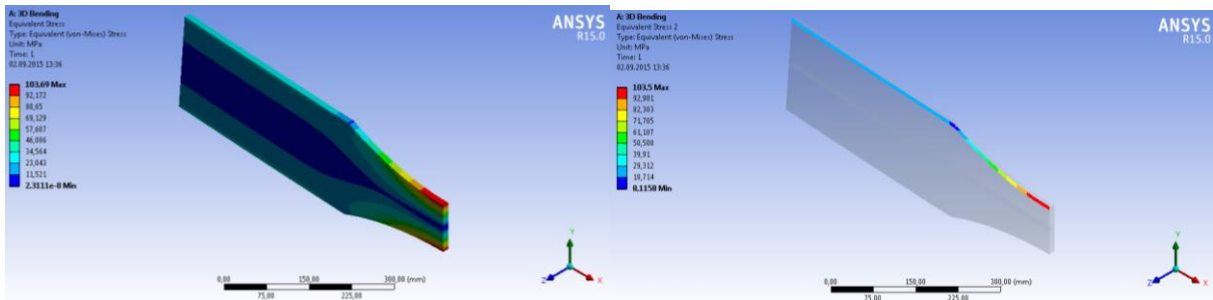 A: 3D Bending
Equivalent Stress
Type: Equivalent (von-Mises) Stress
Unit: MPa
Time: 1
02.09.2015 13:36
103,69 Max
92,172
80,65
69,129
57,607
46,086
34,564
23,043
11,521
2,3111e-8 Min
ANSYS
R15.0
0,00 150,00 300,00 (mm)
75,00 225,00
Y
Z
X
A: 3D Bending
Equivalent Stress 2
Type: Equivalent (von-Mises) Stress
Unit: MPa
Time: 1
02.09.2015 13:36
103,5 Max
92,901
82,303
71,705
61,107
50,508
39,91
29,312
18,714
8,1158 Min
ANSYS
R15.0
0,00 150,00 300,00 (mm)
75,00 225,00
Y
Z
X